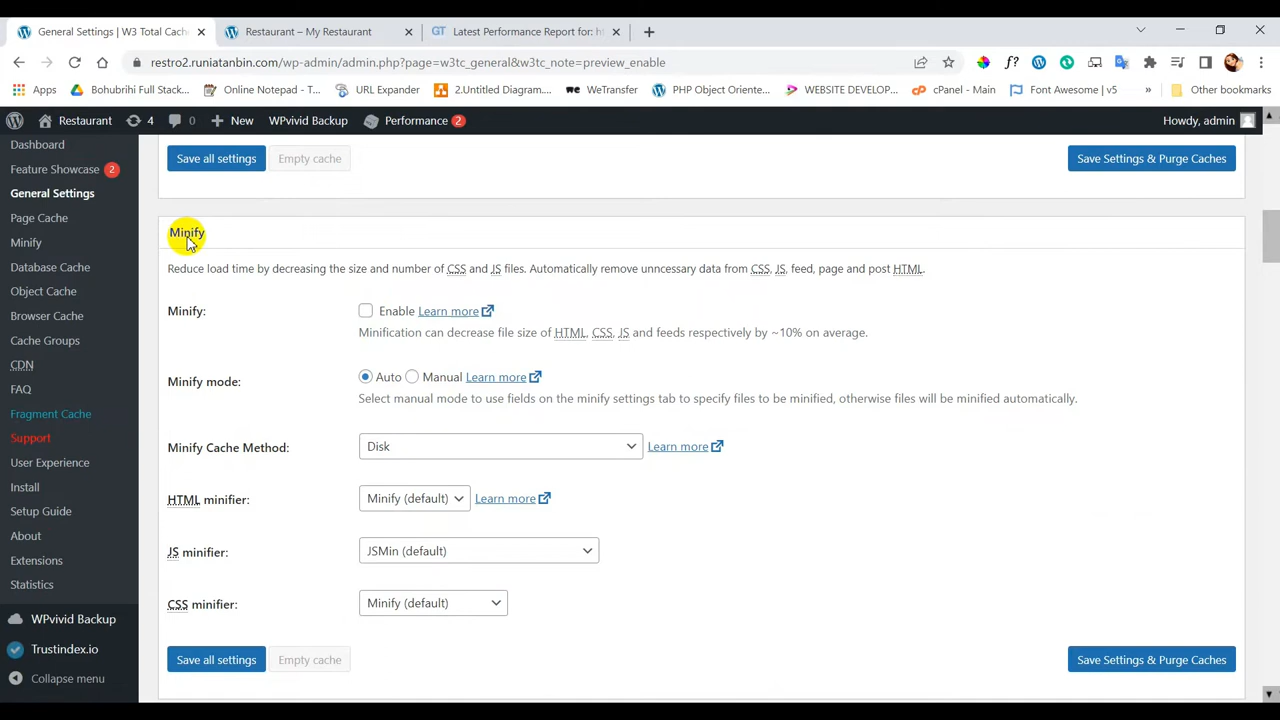 General Settings | W3 Total Cach
Restaurant – My Restaurant
GT Latest Performance Report for: h
restro2.runiatanbin.com/wp-admin/admin.php?page=w3tc_general&w3tc_note=preview_enable
f?
Apps
Bohubrihi Full Stack...
Online Notepad - T...
URL Expander
2.Untitled Diagram....
WeTransfer
PHP Object Oriente...
WEBSITE DEVELOP...
cPanel - Main
Font Awesome | v5
»
Other bookmarks
Restaurant
4
0
New
WPvivid Backup
Performance 2
Howdy, admin
Dashboard
Feature Showcase 2
General Settings
Page Cache
Minify
Database Cache
Object Cache
Browser Cache
Cache Groups
CDN
FAQ
Fragment Cache
Support
User Experience
Install
Setup Guide
About
Extensions
Statistics
WPvivid Backup
Trustindex.io
Collapse menu
Save all settings
Empty cache
Save Settings & Purge Caches
Minify
Reduce load time by decreasing the size and number of CSS and JS files. Automatically remove unncessary data from CSS, JS, feed, page and post HTML.
Minify:
Enable Learn more
Minification can decrease file size of HTML, CSS, JS and feeds respectively by ~10% on average.
Minify mode:
Auto Manual Learn more
Select manual mode to use fields on the minify settings tab to specify files to be minified, otherwise files will be minified automatically.
Minify Cache Method:
Disk
Learn more
HTML minifier:
Minify (default)
Learn more
JS minifier:
JSMin (default)
CSS minifier:
Minify (default)
Save all settings
Empty cache
Save Settings & Purge Caches